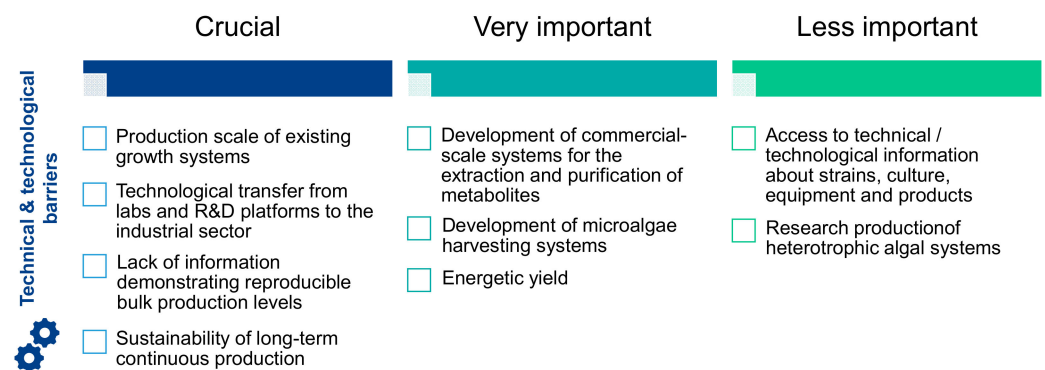 Crucial
Very important
Less important
Technical & technological
barriers
Production scale of existing
growth systems
Technological transfer from
labs and R&D platforms to the
industrial sector
Lack of information
demonstrating reproducible
bulk production levels
Sustainability of long-term
continuous production
Development of commercial-
scale systems for the
extraction and purification of
metabolites
Development of microalgae
harvesting systems
Energetic yield
Access to technical /
technological information
about strains, culture,
equipment and products
Research productionof
heterotrophic algal systems